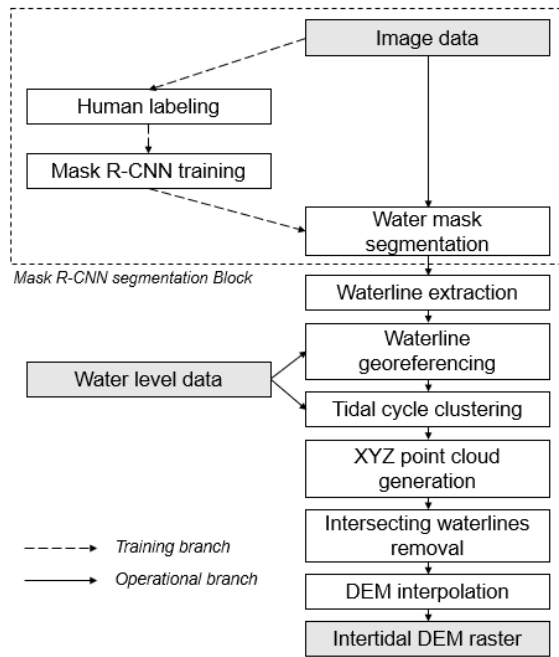 Image data
Human labeling
Mask R-CNN training
Water mask
segmentation
Mask R-CNN segmentation Block
Waterline extraction
Waterline
georeferencing
Water level data
Tidal cycle clustering
XYZ point cloud
generation
Intersecting waterlines
removal
Training branch
Operational branch
DEM interpolation
Intertidal DEM raster